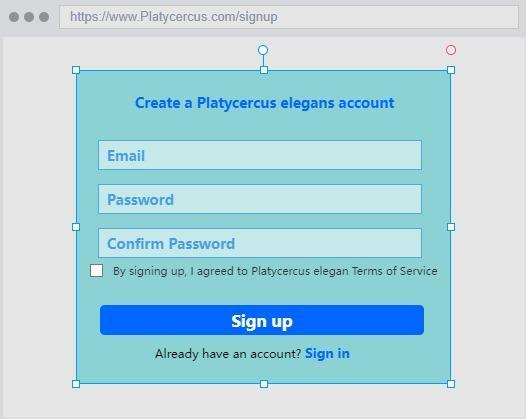 https://www.Platycercus.com/signup
Create a Platycercus elegans account
Email
Password
Confirm Password
By signing up, I agreed to Platycercus elegan Terms of Service
Sign up
Already have an account? Sign in